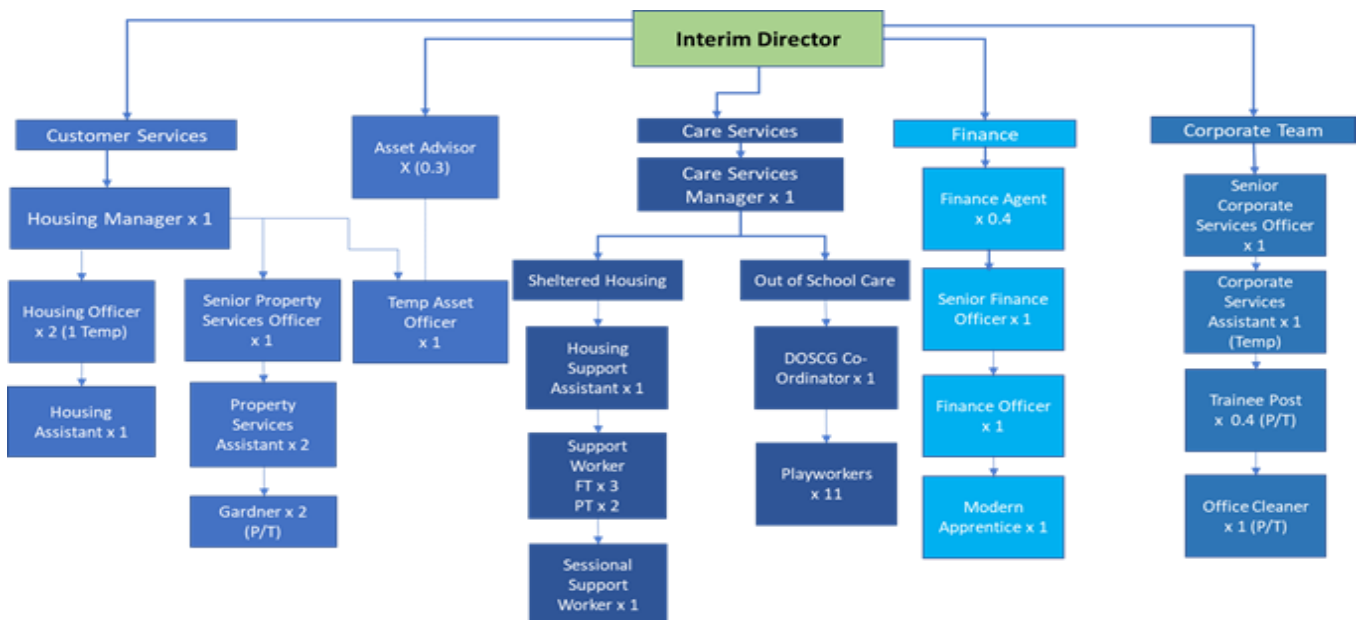 Interim Director
Customer Services
Housing Manager x 1
Housing Officer
x 2 (1 Temp)
Housing
Assistant x 1
Senior Property
Services Officer
x 1
Property
Services
Assistant x 2
Gardner x 2
(P/T)
Asset Advisor
X (0.3)
Temp Asset
Officer
x 1
Care Services
Care Services
Manager x 1
Sheltered Housing
Housing
Support
Assistant x 1
Support
Worker
FT x 3
PT x 2
Sessional
Support
Worker x 1
Out of School Care
DOSCG Co-
Ordinator x 1
Playworkers
x 11
Finance
Finance Agent
x 0.4
Senior Finance
Officer x 1
Finance Officer
x 1
Modern
Apprentice x 1
Corporate Team
Senior
Corporate
Services Officer
x 1
Corporate
Services
Assistant x 1
(Temp)
Trainee Post
x 0.4 (P/T)
Office Cleaner
x 1 (P/T)